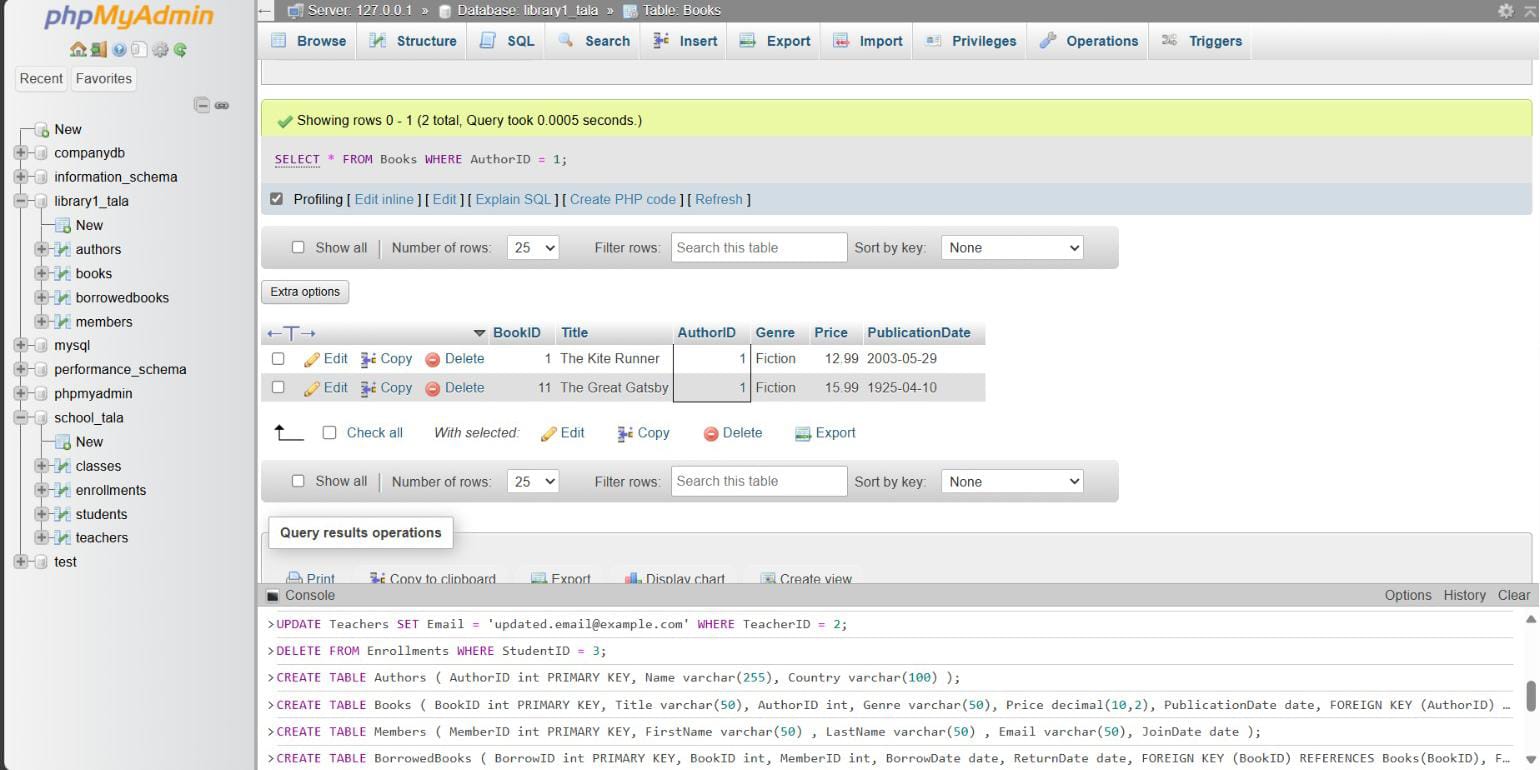 phpMyAdmin
Recent Favorites
New
companydb
information_schema
library1_tala
New
authors
books
borrowedbooks
members
mysql
performance_schema
phpmyadmin
school_tala
New
classes
enrollments
students
teachers
test
Server: 127.0.0.1 » Database: library1_tala » Table: Books
Browse Structure SQL Search Insert Export Import Privileges Operations Triggers
Showing rows 0 - 1 (2 total, Query took 0.0005 seconds.)
SELECT * FROM Books WHERE AuthorID = 1;
Profiling [ Edit inline ] [ Edit ] [ Explain SQL ] [ Create PHP code ] [ Refresh ]
Show all Number of rows: 25 Filter rows: Search this table Sort by key: None
Extra options
BookID Title AuthorID Genre Price PublicationDate
Edit Copy Delete 1 The Kite Runner 1 Fiction 12.99 2003-05-29
Edit Copy Delete 11 The Great Gatsby 1 Fiction 15.99 1925-04-10
Check all With selected: Edit Copy Delete Export
Show all Number of rows: 25 Filter rows: Search this table Sort by key: None
Query results operations
Print Copy to clipboard Export Display chart Create view
Console Options History Clear
>UPDATE Teachers SET Email = 'updated.email@example.com' WHERE TeacherID = 2;
>DELETE FROM Enrollments WHERE StudentID = 3;
>CREATE TABLE Authors ( AuthorID int PRIMARY KEY, Name varchar(255), Country varchar(100) );
>CREATE TABLE Books ( BookID int PRIMARY KEY, Title varchar(50), AuthorID int, Genre varchar(50), Price decimal(10,2), PublicationDate date, FOREIGN KEY (AuthorID) …
>CREATE TABLE Members ( MemberID int PRIMARY KEY, FirstName varchar(50) , LastName varchar(50) , Email varchar(50), JoinDate date );
>CREATE TABLE BorrowedBooks ( BorrowID int PRIMARY KEY, BookID int, MemberID int, BorrowDate date, ReturnDate date, FOREIGN KEY (BookID) REFERENCES Books(BookID), F…